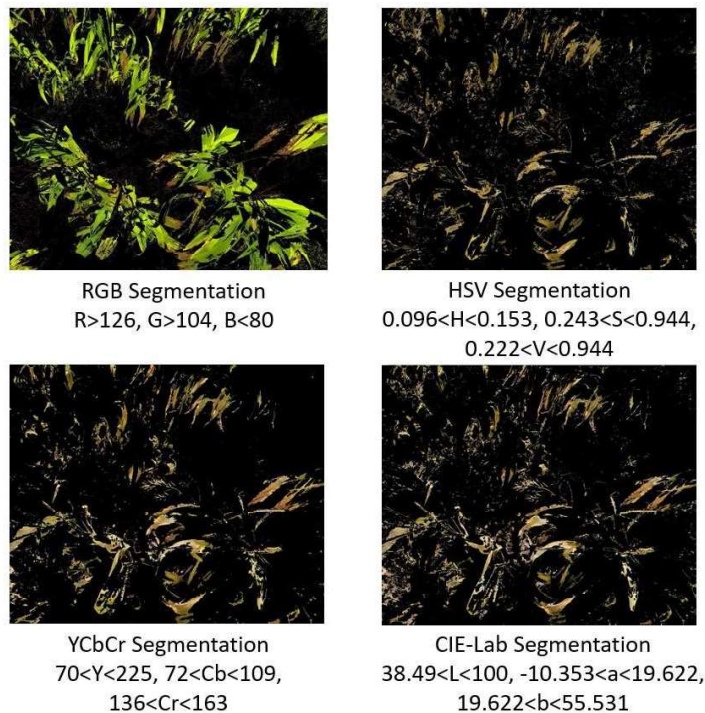 RGB Segmentation
R>126, G>104, B<80
HSV Segmentation
0.096<H<0.153, 0.243<S<0.944,
0.222<V<0.944
YCbCr Segmentation
70<Y<225, 72<Cb<109,
136<Cr<163
CIE-Lab Segmentation
38.49<L<100, -10.353<a<19.622,
19.622<b<55.531